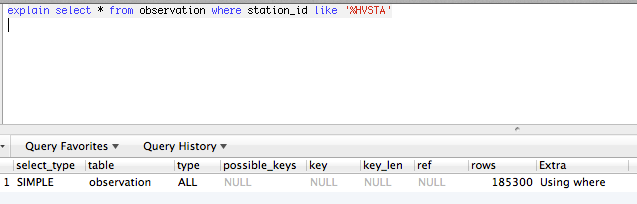 explain select * from observation where station_id like '%HVSTA'
Query Favorites ▼ Query History ▼
select_type table type possible_keys key key_len ref rows Extra
1 SIMPLE observation ALL NULL NULL NULL NULL 185300 Using where